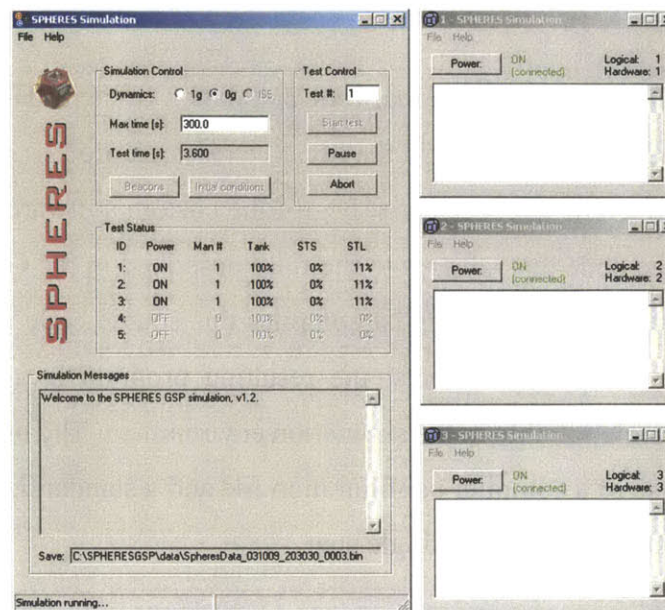 SPHERES Simulation
File Help
SPHERES
Simulation Control
Dynamics: 1g 0g ISS
Max time [s]: 300.0
Test time [s]: 3.600
Beacons Initial conditions
Test Control
Test #: 1
Start test
Pause
Abort
Test Status
ID Power Man # Tank STS STL
1: ON 1 100% 0% 11%
2: ON 1 100% 0% 11%
3: ON 1 100% 0% 11%
4: OFF 0 100% 0% 0%
5: OFF 0 100% 0% 0%
Simulation Messages
Welcome to the SPHERES GSP simulation, v1.2.
Save: C:\SPHERESGSP\data\SpheresData_031009_203030_0003.bin
Simulation running...
1 - SPHERES Simulation
File Help
Power: ON (connected)
Logical: 1
Hardware: 1
2 - SPHERES Simulation
File Help
Power: ON (connected)
Logical: 2
Hardware: 2
3 - SPHERES Simulation
File Help
Power: ON (connected)
Logical: 3
Hardware: 3